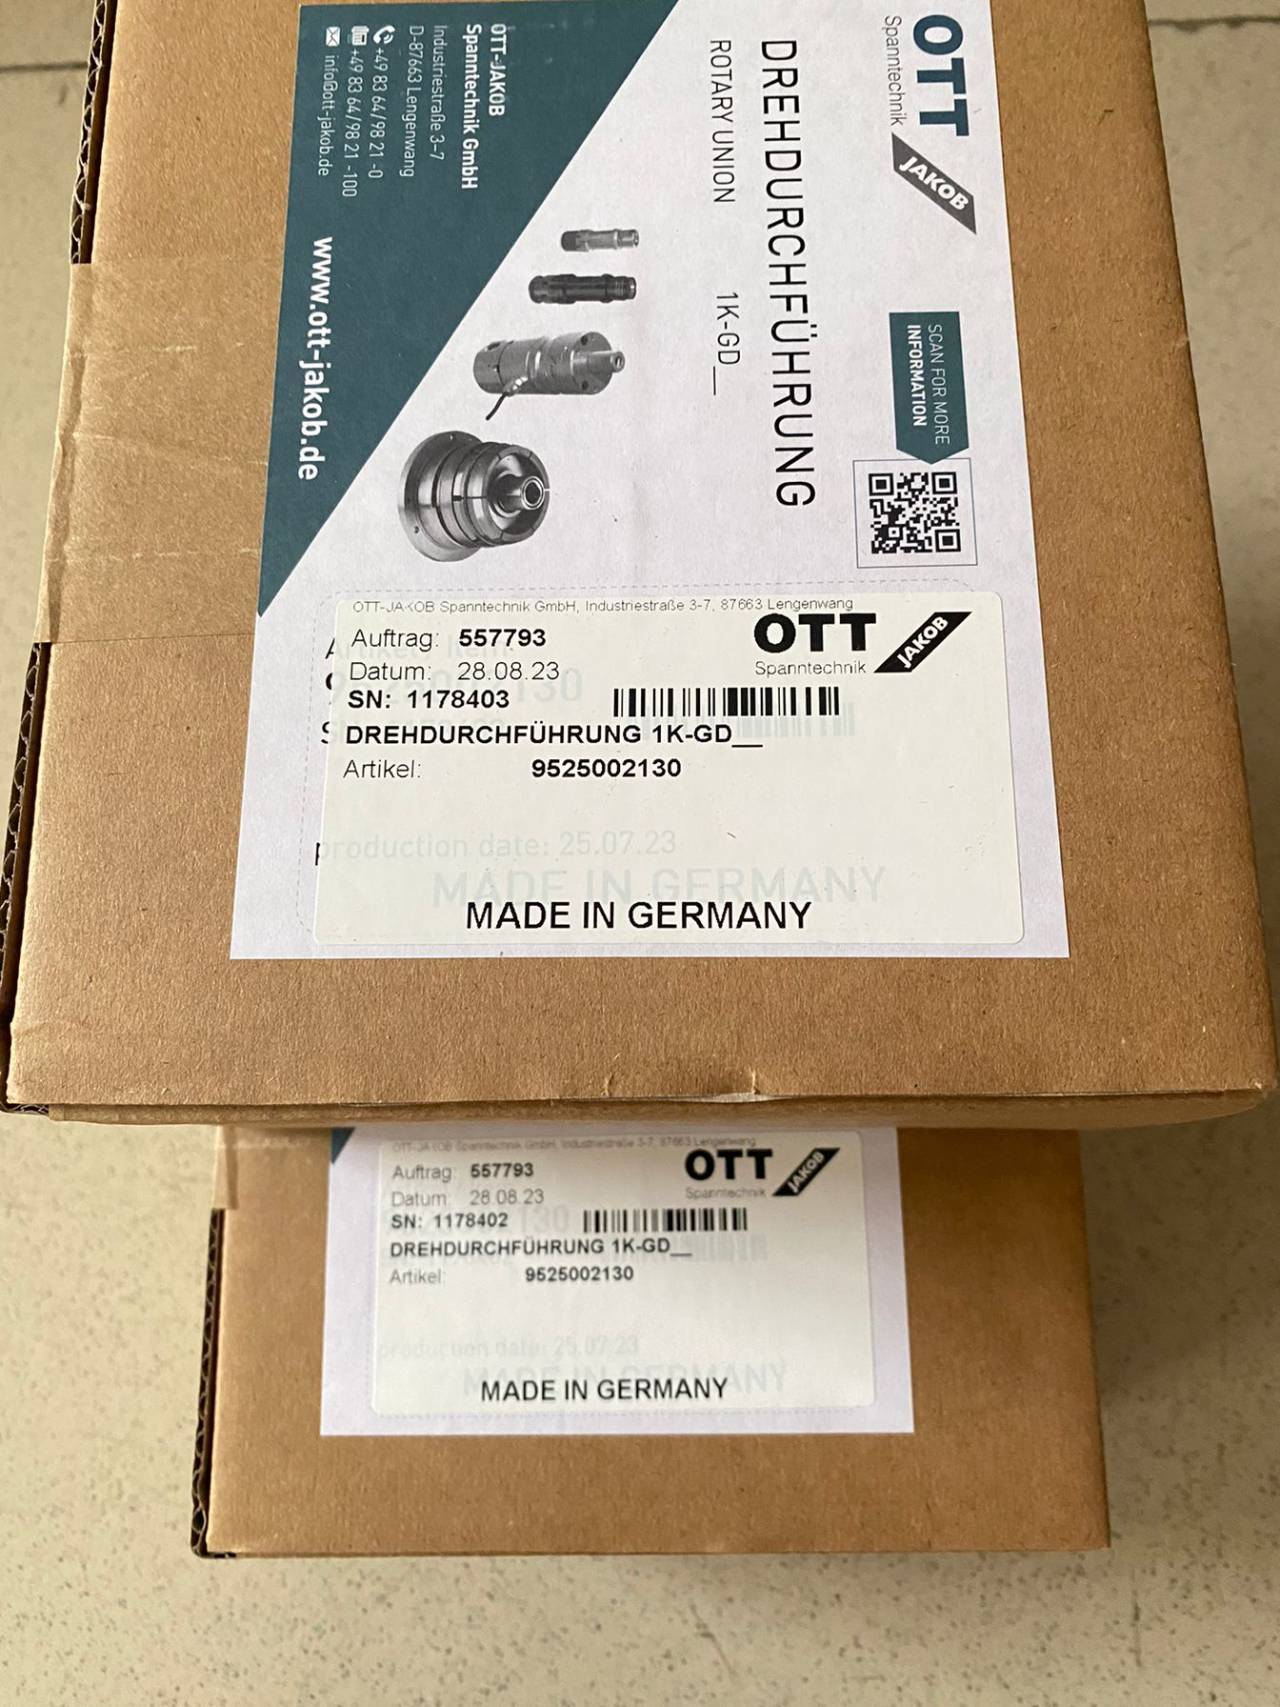 OTT
Spanntechnik
JAKOB
SCAN FOR MORE
INFORMATION
DREHDURCHFÜHRUNG
ROTARY UNION 1K-GD__
OTT-JAKOB
Spanntechnik GmbH
Industriestraße 3–7
D-87663 Lengenwang
+49 83 64/98 21 -0
+49 83 64/98 21 -100
info@ott-jakob.de
www.ott-jakob.de
OTT-JAKOB Spanntechnik GmbH, Industriestraße 3-7, 87663 Lengenwang
Auftrag: 557793
OTT JAKOB
Datum: 28.08.23
Spanntechnik
SN: 1178403
DREHDURCHFÜHRUNG 1K-GD__
Artikel: 9525002130
production date: 25.07.23
MADE IN GERMANY
MADE IN GERMANY
OTT-JAKOB Spanntechnik GmbH, Industriestraße 3-7, 87663 Lengenwang
Auftrag: 557793
OTT JAKOB
Datum: 28.08.23
Spanntechnik
SN: 1178402
DREHDURCHFÜHRUNG 1K-GD__
Artikel: 9525002130
production date: 25.07.23
MADE IN GERMANY
MADE IN GERMANY